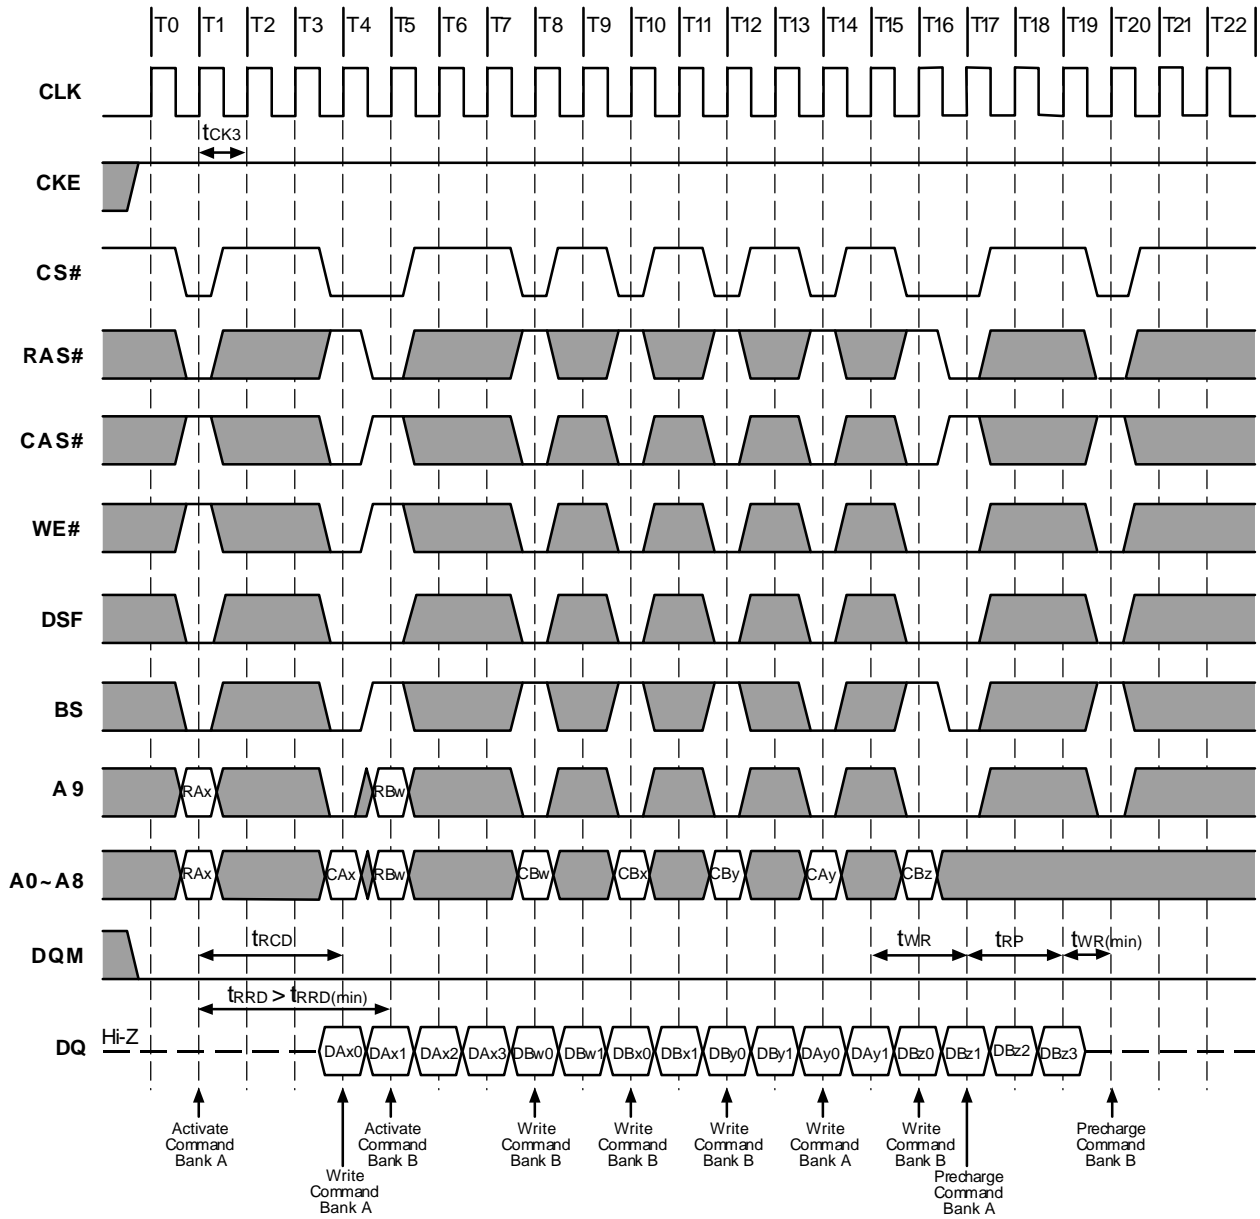 T0 T1 T2 T3 T4 T5 T6 T7 T8 T9 T10 T11 T12 T13 T14 T15 T16 T17 T18 T19 T20 T21 T22
CLK
tCK3
CKE
CS#
RAS#
CAS#
WE#
DSF
BS
A9
RAx RBw
A0~A8
RAx CAx RBw CBw CBx CBy CAy CBz
DQM
tRCD tWR tRP tWR(min)
tRRD > tRRD(min)
DQ
Hi-Z
DAx0 DAx1 DAx2 DAx3 DBw0 DBw1 DBx0 DBx1 DBy0 DBy1 DAy0 DAy1 DBz0 DBz1 DBz2 DBz3
Activate
Command
Bank A
Write
Command
Bank A
Activate
Command
Bank B
Write
Command
Bank B
Write
Command
Bank B
Write
Command
Bank B
Write
Command
Bank A
Write
Command
Bank B
Precharge
Command
Bank A
Precharge
Command
Bank B